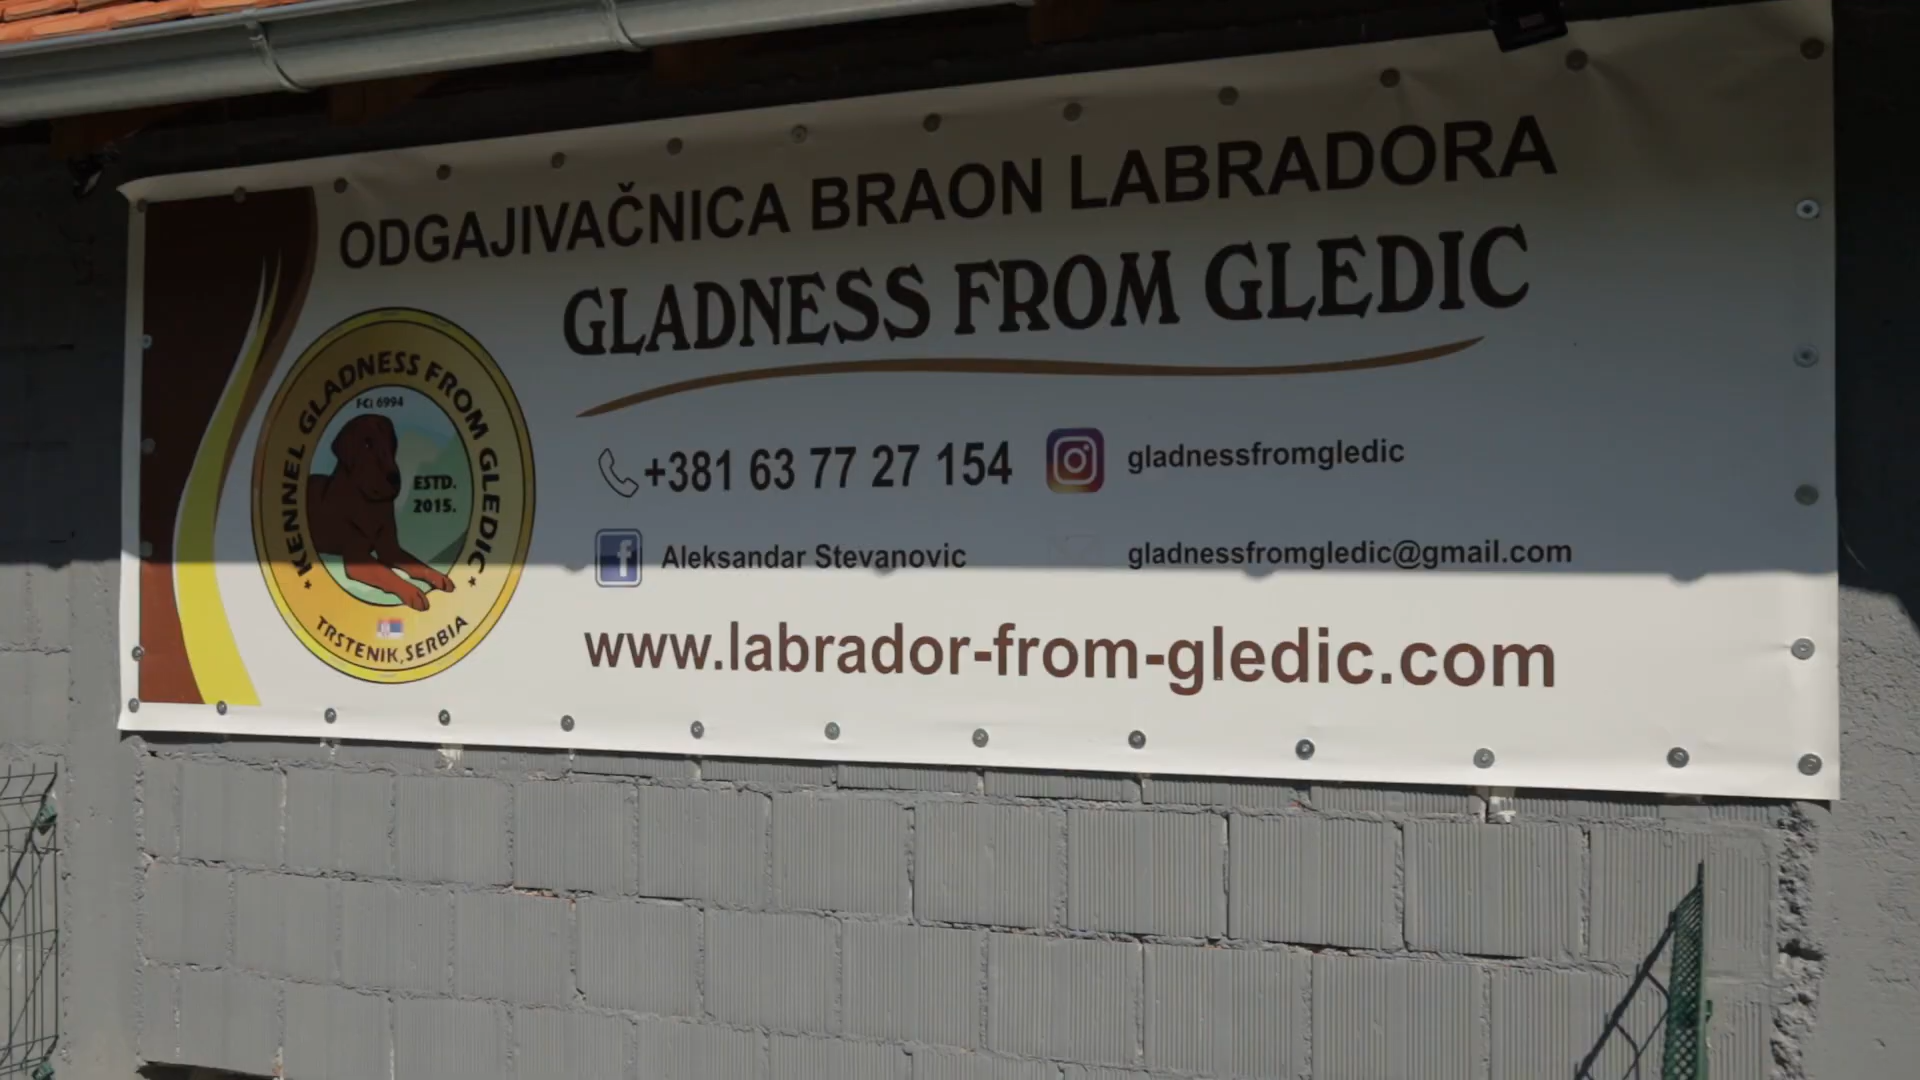 ODGAJIVAČNICA BRAON LABRADORA
GLADNESS FROM GLEDIC
KENNEL GLADNESS FROM GLEDIC
FCI 6994
ESTD.
2015.
TRSTENIK, SERBIA
+381 63 77 27 154
gladnessfromgledic
Aleksandar Stevanovic
gladnessfromgledic@gmail.com
www.labrador-from-gledic.com